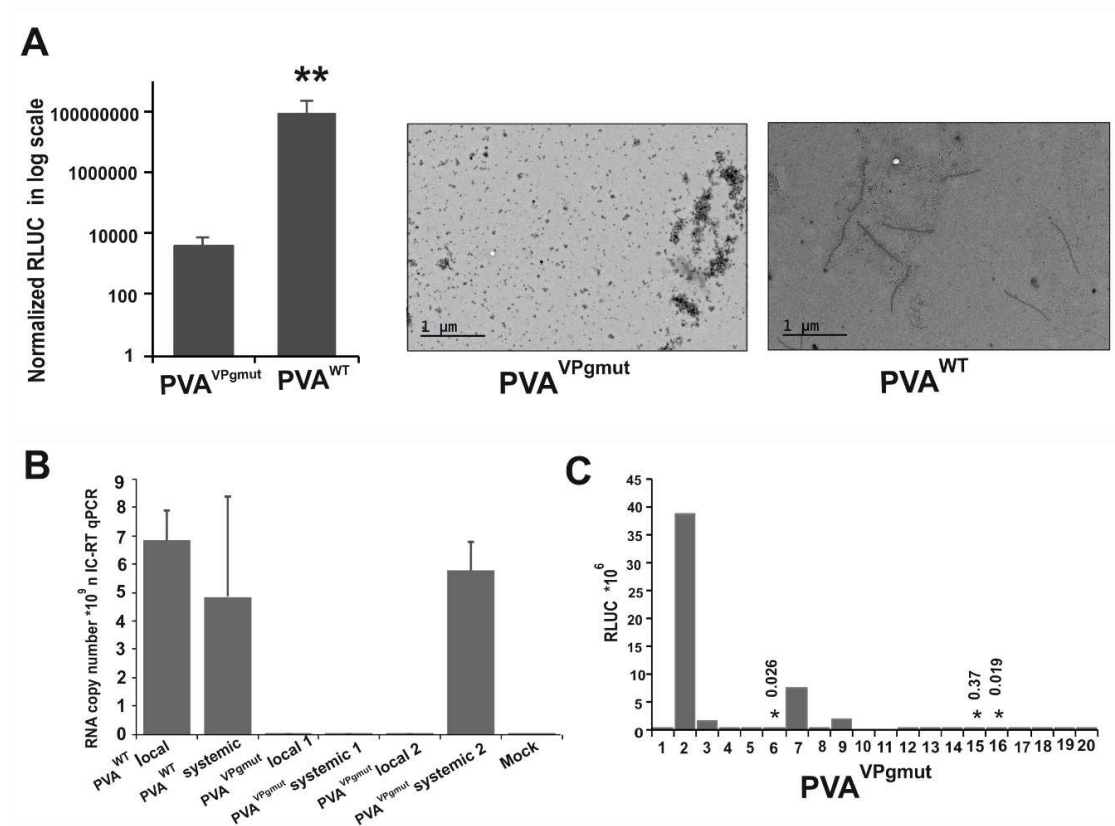 A
Normalized RLUC in log scale
100000000
1000000
10000
100
1
**
PVA^VPgmut
PVA^WT
1 µm
PVA^VPgmut
1 µm
PVA^WT
B
RNA copy number *10^9 n IC-RT qPCR
9
8
7
6
5
4
3
2
1
0
PVA^WT local
PVA^WT systemic
PVA^VPgmut local 1
PVA^VPgmut systemic 1
PVA^VPgmut local 2
PVA^VPgmut systemic 2
Mock
C
RLUC *10^6
45
40
35
30
25
20
15
10
5
0
* 0.026
* 0.37
* 0.019
1 2 3 4 5 6 7 8 9 10 11 12 13 14 15 16 17 18 19 20
PVA^VPgmut